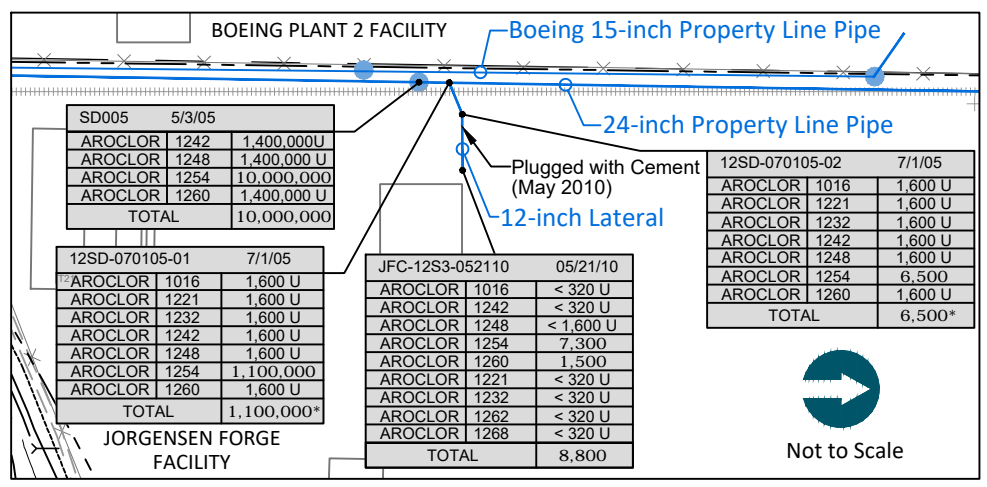 BOEING PLANT 2 FACILITY
Boeing 15-inch Property Line Pipe
24-inch Property Line Pipe
Plugged with Cement
(May 2010)
12-inch Lateral
SD005 5/3/05
AROCLOR 1242 1,400,000U
AROCLOR 1248 1,400,000 U
AROCLOR 1254 10,000,000
AROCLOR 1260 1,400,000 U
TOTAL 10,000,000
12SD-070105-01 7/1/05
AROCLOR 1016 1,600 U
AROCLOR 1221 1,600 U
AROCLOR 1232 1,600 U
AROCLOR 1242 1,600 U
AROCLOR 1248 1,600 U
AROCLOR 1254 1,100,000
AROCLOR 1260 1,600 U
TOTAL 1,100,000*
JFC-12S3-052110 05/21/10
AROCLOR 1016 < 320 U
AROCLOR 1242 < 320 U
AROCLOR 1248 < 1,600 U
AROCLOR 1254 7,300
AROCLOR 1260 1,500
AROCLOR 1221 < 320 U
AROCLOR 1232 < 320 U
AROCLOR 1262 < 320 U
AROCLOR 1268 < 320 U
TOTAL 8,800
12SD-070105-02 7/1/05
AROCLOR 1016 1,600 U
AROCLOR 1221 1,600 U
AROCLOR 1232 1,600 U
AROCLOR 1242 1,600 U
AROCLOR 1248 1,600 U
AROCLOR 1254 6,500
AROCLOR 1260 1,600 U
TOTAL 6,500*
JORGENSEN FORGE
FACILITY
Not to Scale